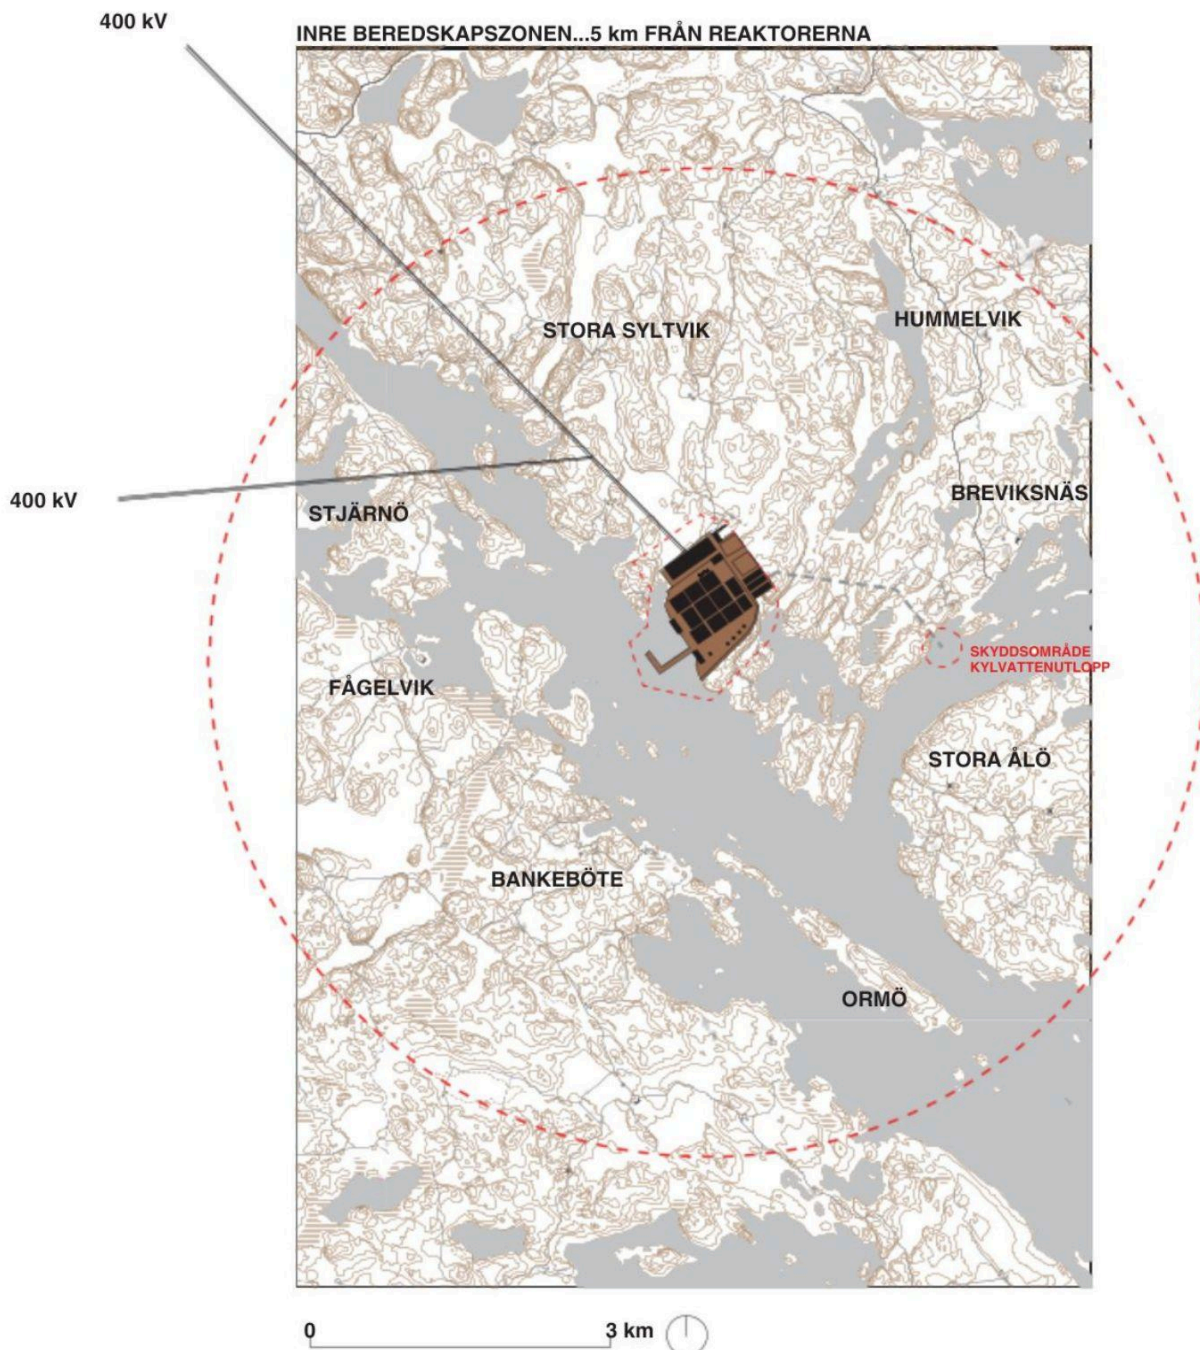 400 kV
INRE BEREDSKAPSZONEN...5 km FRÅN REAKTORERNA
STORA SYLTVIK
HUMMELVIK
400 kV
STJÄRNÖ
BREVIKSNÄS
SKYDDSOMRÅDE
KYLVATTENUTLOPP
FÅGELVIK
STORA ÅLÖ
BANKEBÖTE
ORMÖ
0
3 km